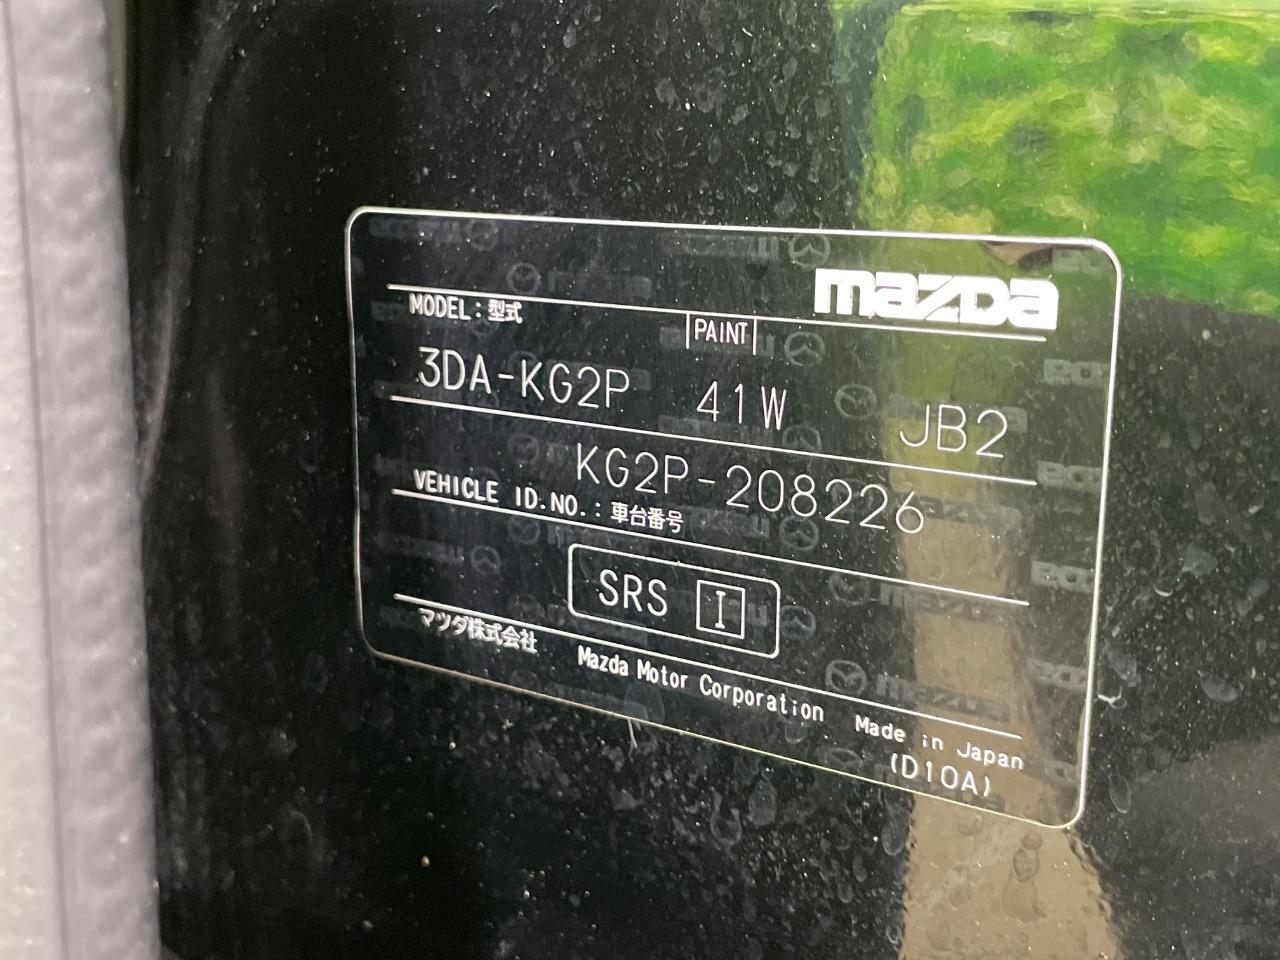 mazda
MODEL:型式 PAINT
3DA-KG2P 41W JB2
KG2P-208226
VEHICLE ID.NO.:車台番号
SRS I
マツダ株式会社 Mazda Motor Corporation Made in Japan
(D10A)